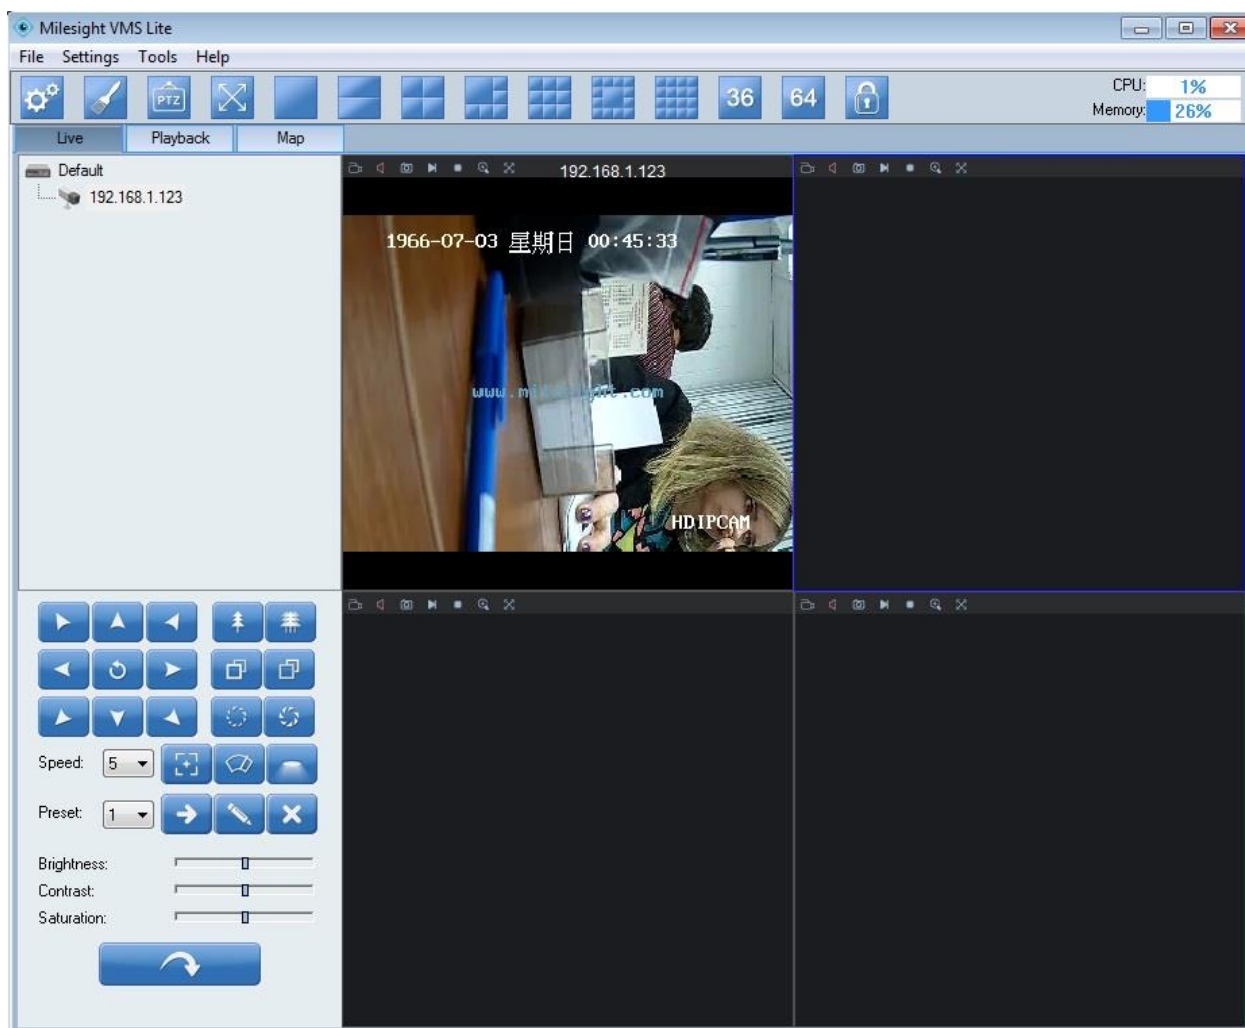 Milesight VMS Lite
File Settings Tools Help
PTZ
36
64
CPU: 1%
Memory: 26%
Live Playback Map
Default
192.168.1.123
192.168.1.123
1966-07-03 星期日 00:45:33
HDIPCAM
Speed: 5
Preset: 1
Brightness:
Contrast:
Saturation: